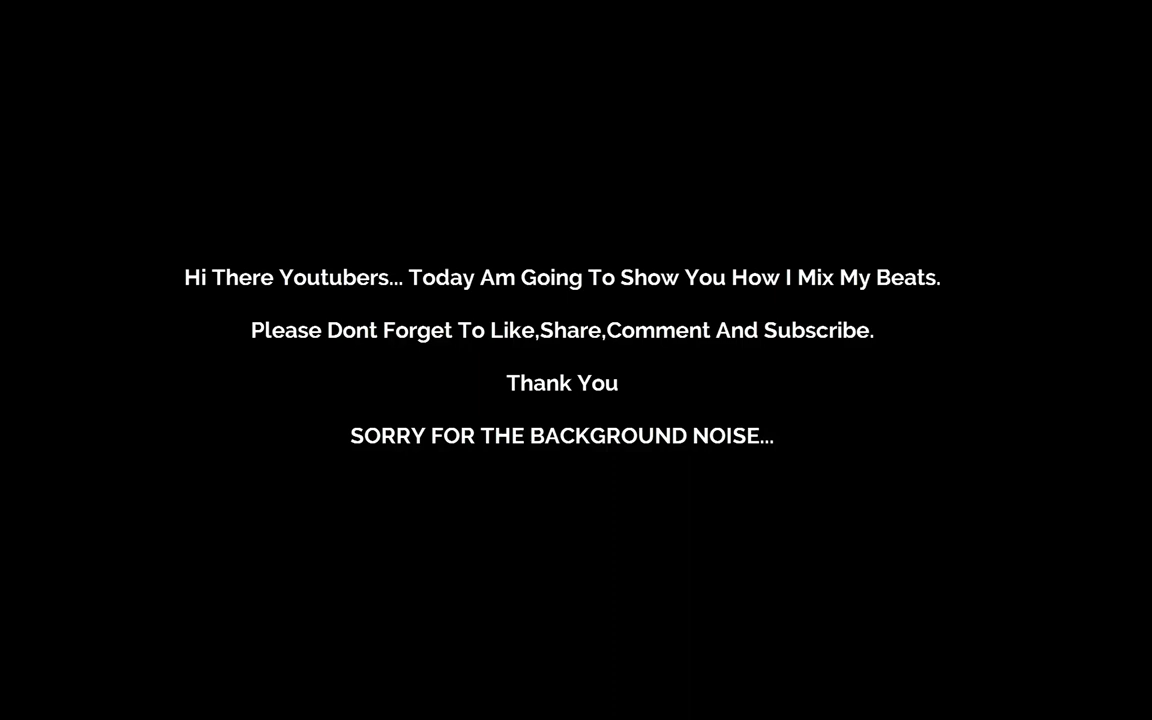 Hi There Youtubers... Today Am Going To Show You How I Mix My Beats.
Please Dont Forget To Like,Share,Comment And Subscribe.
Thank You
SORRY FOR THE BACKGROUND NOISE...